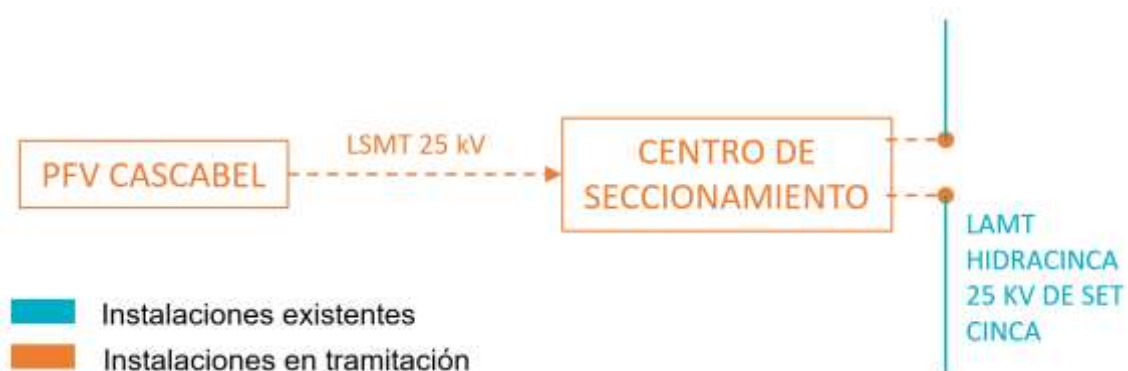 LSMT 25 kV
PFV CASCABEL
CENTRO DE
SECCIONAMIENTO
LAMT
HIDRACINCA
25 KV DE SET
CINCA
Instalaciones existentes
Instalaciones en tramitación